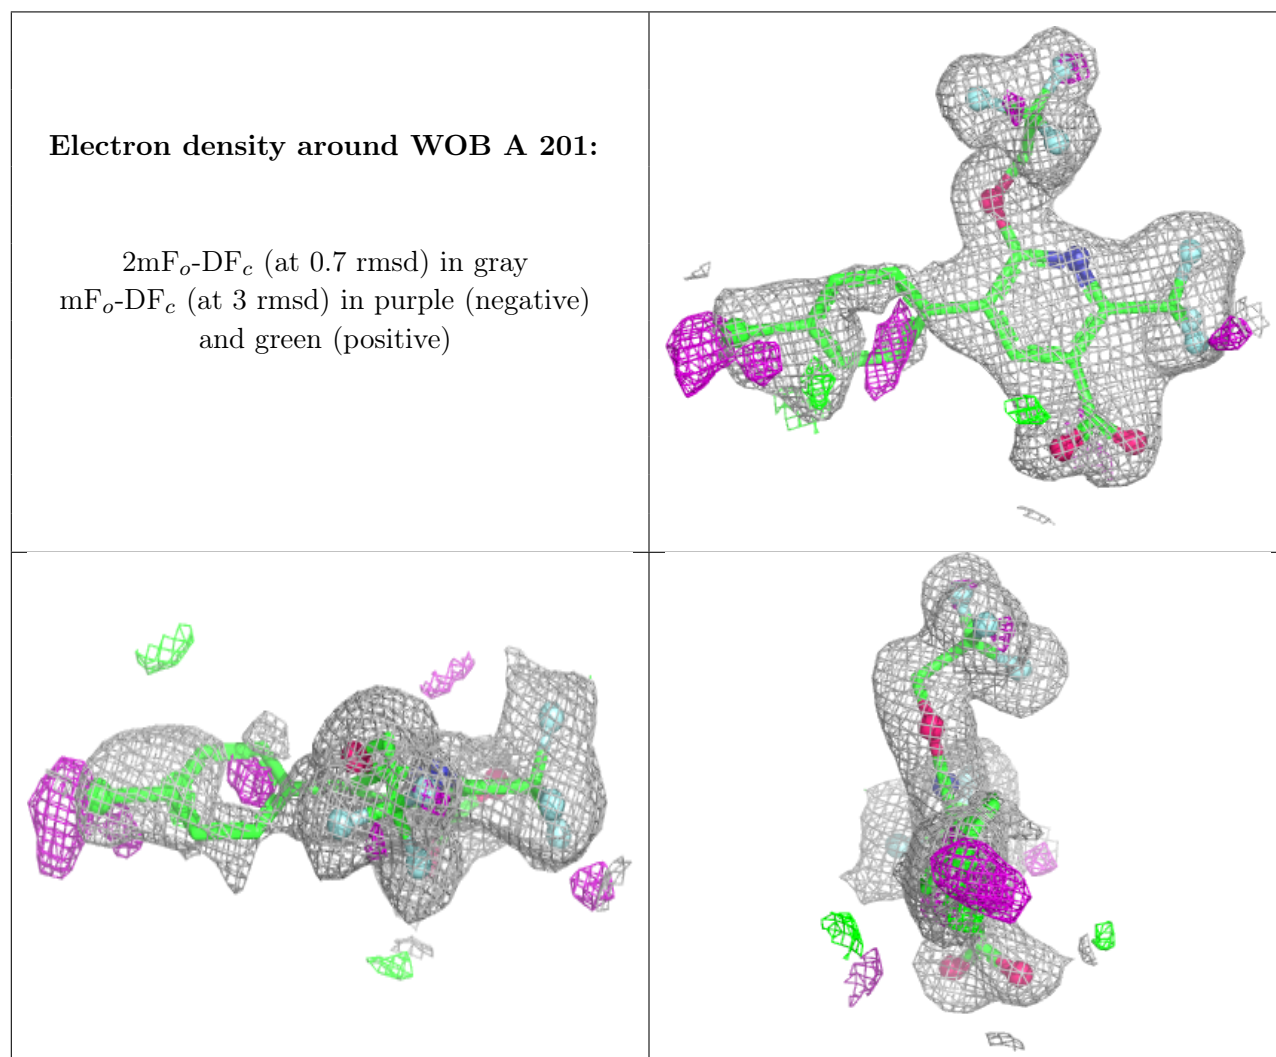 Electron density around WOB A 201:
2mFo-DFc (at 0.7 rmsd) in gray
mFo-DFc (at 3 rmsd) in purple (negative)
and green (positive)